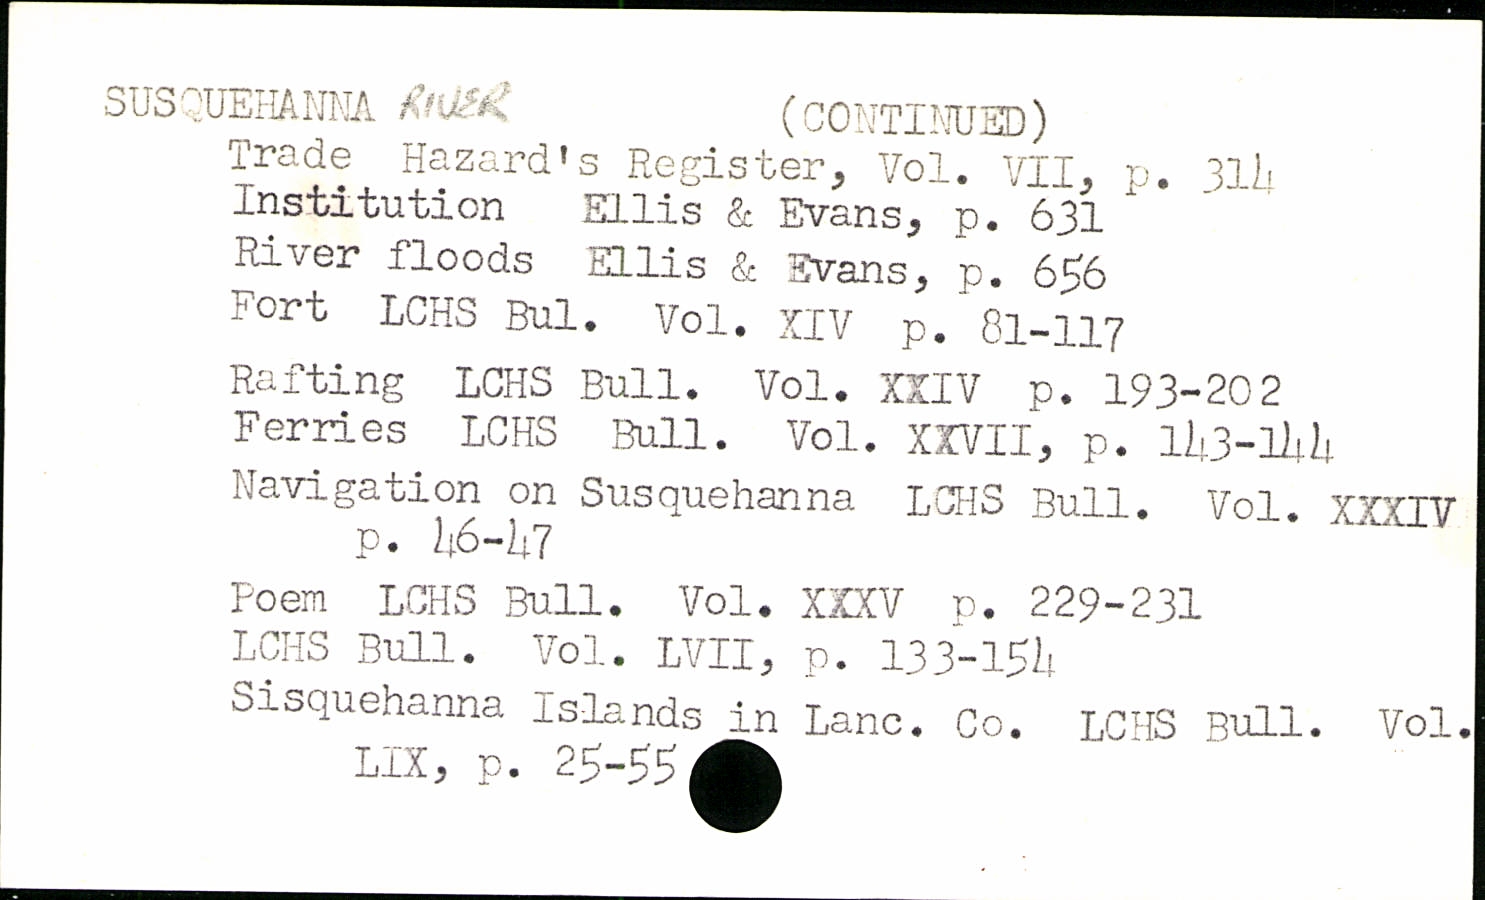 SUSQUEHANNA RIVER (CONTINUED)
Trade Hazard's Register, Vol. VII, p. 314
Institution Ellis & Evans, p. 631
River floods Ellis & Evans, p. 656
Fort LCHS Bul. Vol. XIV p. 81-117
Rafting LCHS Bull. Vol. XXIV p. 193-202
Ferries LCHS Bull. Vol. XXVII, p. 143-144
Navigation on Susquehanna LCHS Bull. Vol. XXXIV
p. 46-47
Poem LCHS Bull. Vol. XXXV p. 229-231
LCHS Bull. Vol. LVII, p. 133-154
Sisquehanna Islands in Lanc. Co. LCHS Bull. Vol.
LIX, p. 25-55